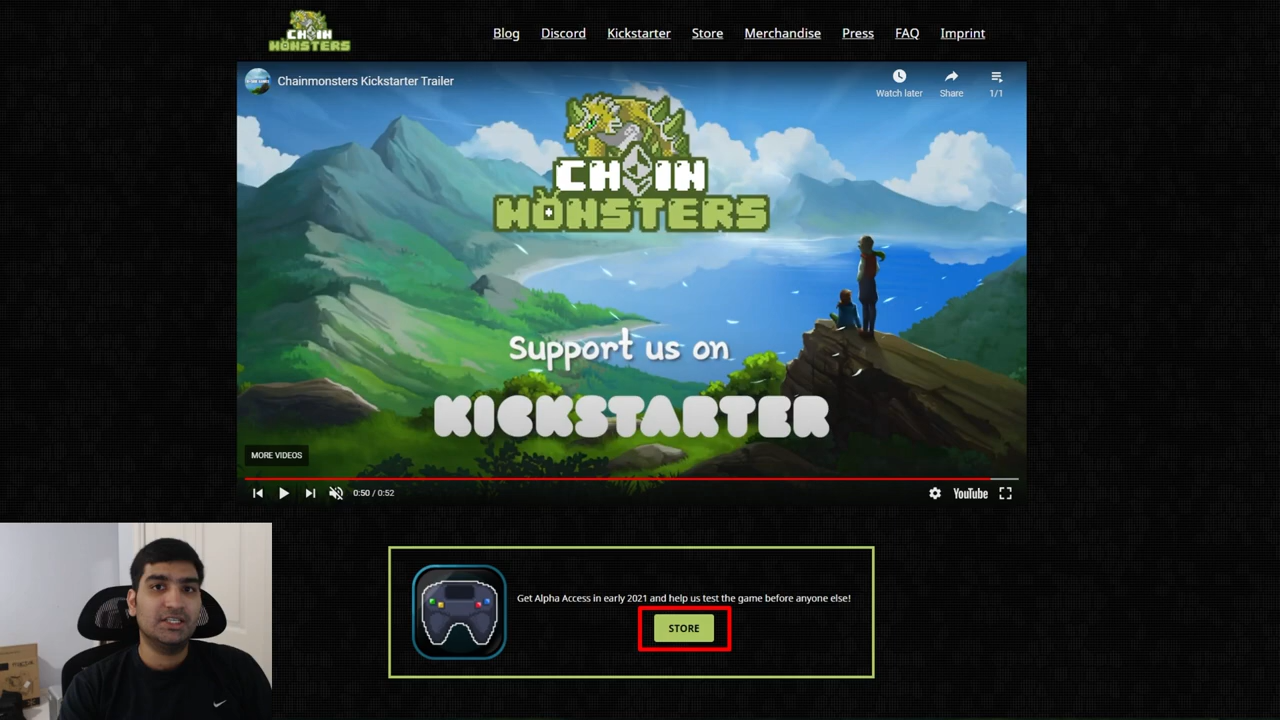 CHAIN
MONSTERS
Blog
Discord
Kickstarter
Store
Merchandise
Press
FAQ
Imprint
Chainmonsters Kickstarter Trailer
Watch later
Share
1/1
CHAIN
MONSTERS
Support us on
KICKSTARTER
MORE VIDEOS
0:50 / 0:52
YouTube
Get Alpha Access in early 2021 and help us test the game before anyone else!
STORE